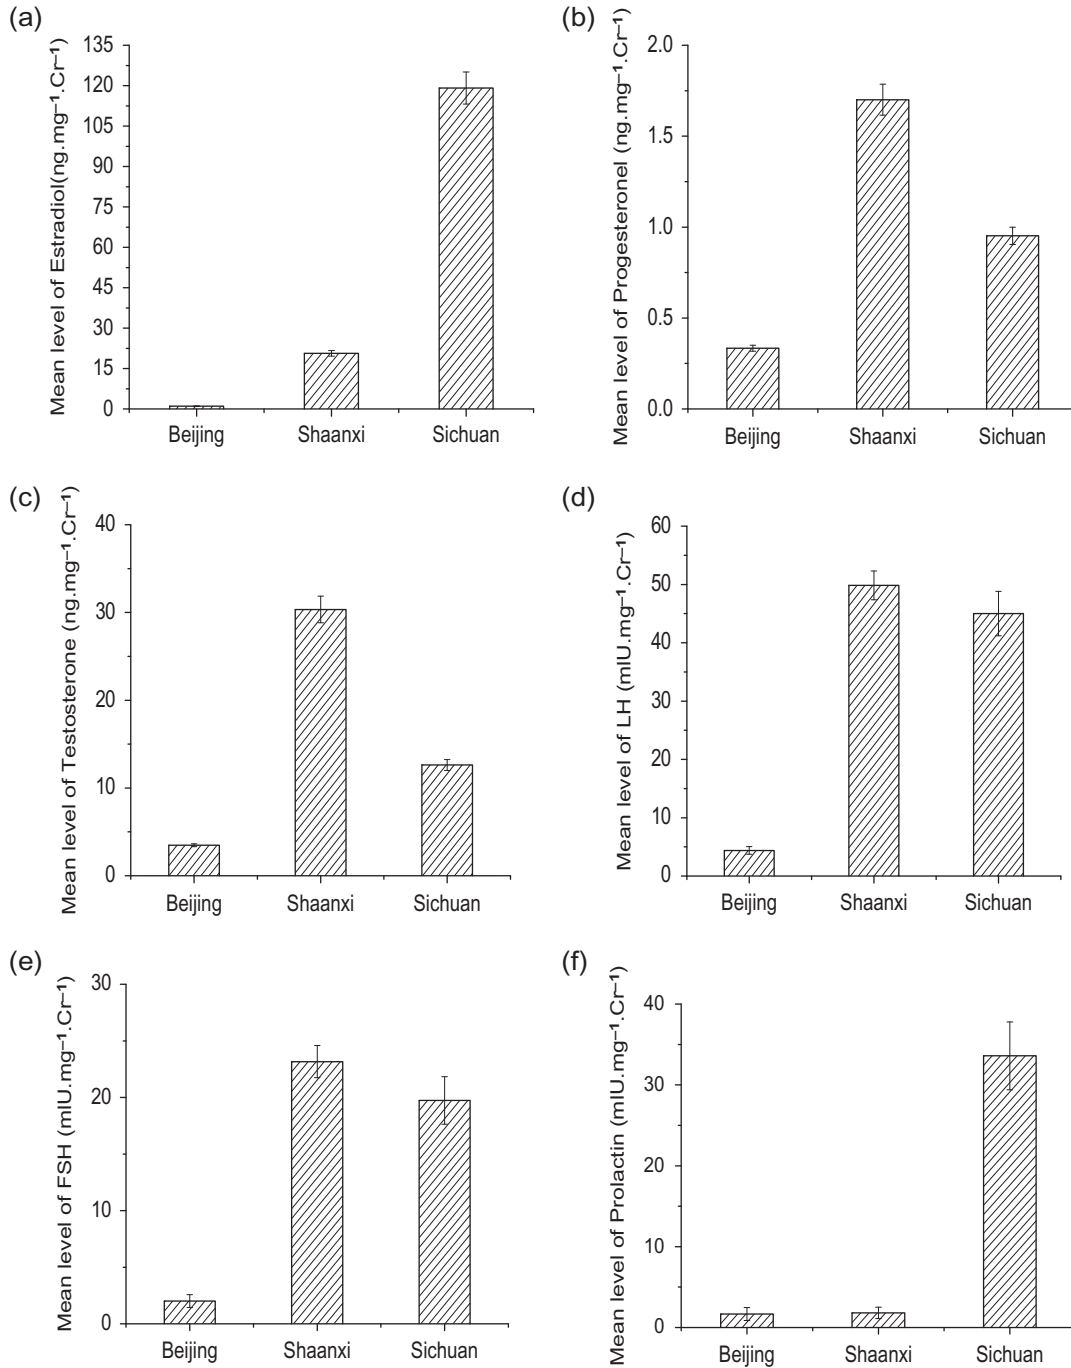 (a)
Mean level of Estradiol(ng.mg⁻¹.Cr⁻¹)
135
120
105
90
75
60
45
30
15
0
Beijing Shaanxi Sichuan
(b)
Mean level of Progesteronel (ng.mg⁻¹.Cr⁻¹)
2.0
1.5
1.0
0.5
0.0
Beijing Shaanxi Sichuan
(c)
Mean level of Testosterone (ng.mg⁻¹.Cr⁻¹)
40
30
20
10
0
Beijing Shaanxi Sichuan
(d)
Mean level of LH (mIU.mg⁻¹.Cr⁻¹)
60
50
40
30
20
10
0
Beijing Shaanxi Sichuan
(e)
Mean level of FSH (mIU.mg⁻¹.Cr⁻¹)
30
20
10
0
Beijing Shaanxi Sichuan
(f)
Mean level of Prolactin (mIU.mg⁻¹.Cr⁻¹)
40
30
20
10
0
Beijing Shaanxi Sichuan